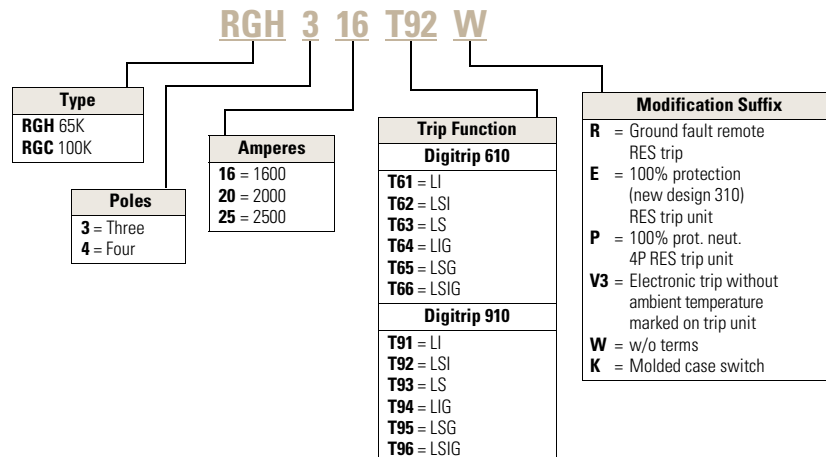 RGH 3 16 T92 W
Type
RGH 65K
RGC 100K
Poles
3 = Three
4 = Four
Amperes
16 = 1600
20 = 2000
25 = 2500
Trip Function
Digitrip 610
T61 = LI
T62 = LSI
T63 = LS
T64 = LIG
T65 = LSG
T66 = LSIG
Digitrip 910
T91 = LI
T92 = LSI
T93 = LS
T94 = LIG
T95 = LSG
T96 = LSIG
Modification Suffix
R = Ground fault remote
RES trip
E = 100% protection
(new design 310)
RES trip unit
P = 100% prot. neut.
4P RES trip unit
V3 = Electronic trip without
ambient temperature
marked on trip unit
W = w/o terms
K = Molded case switch